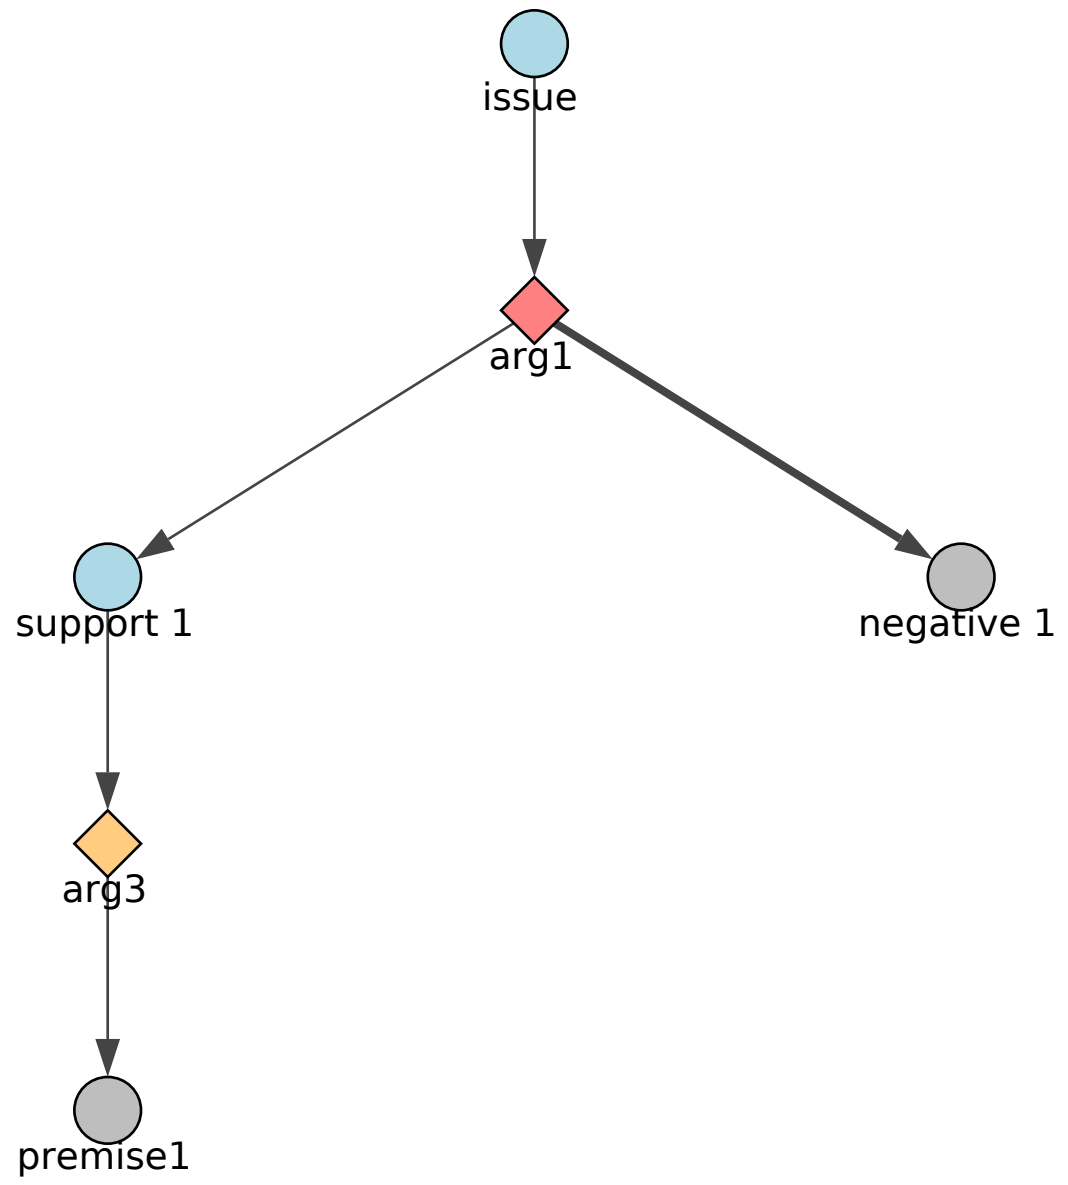 issue
arg1
support 1
negative 1
arg3
premise1